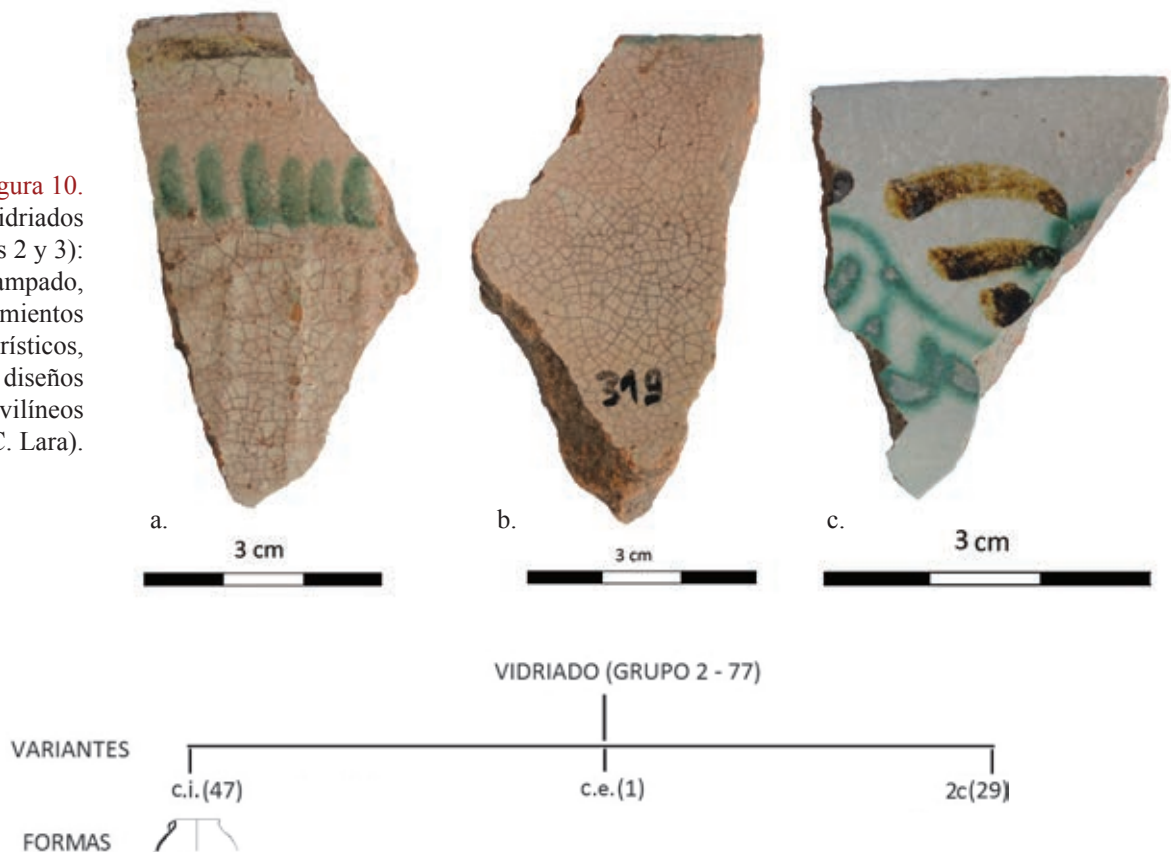 gura 10.
idriados
s 2 y 3):
ampado,
mientos
rísticos,
diseños
vilíneos
C. Lara).
319
a.
b.
c.
3 cm
3 cm
3 cm
VIDRIADO (GRUPO 2 - 77)
VARIANTES
c.i.(47)
c.e.(1)
2c(29)
FORMAS